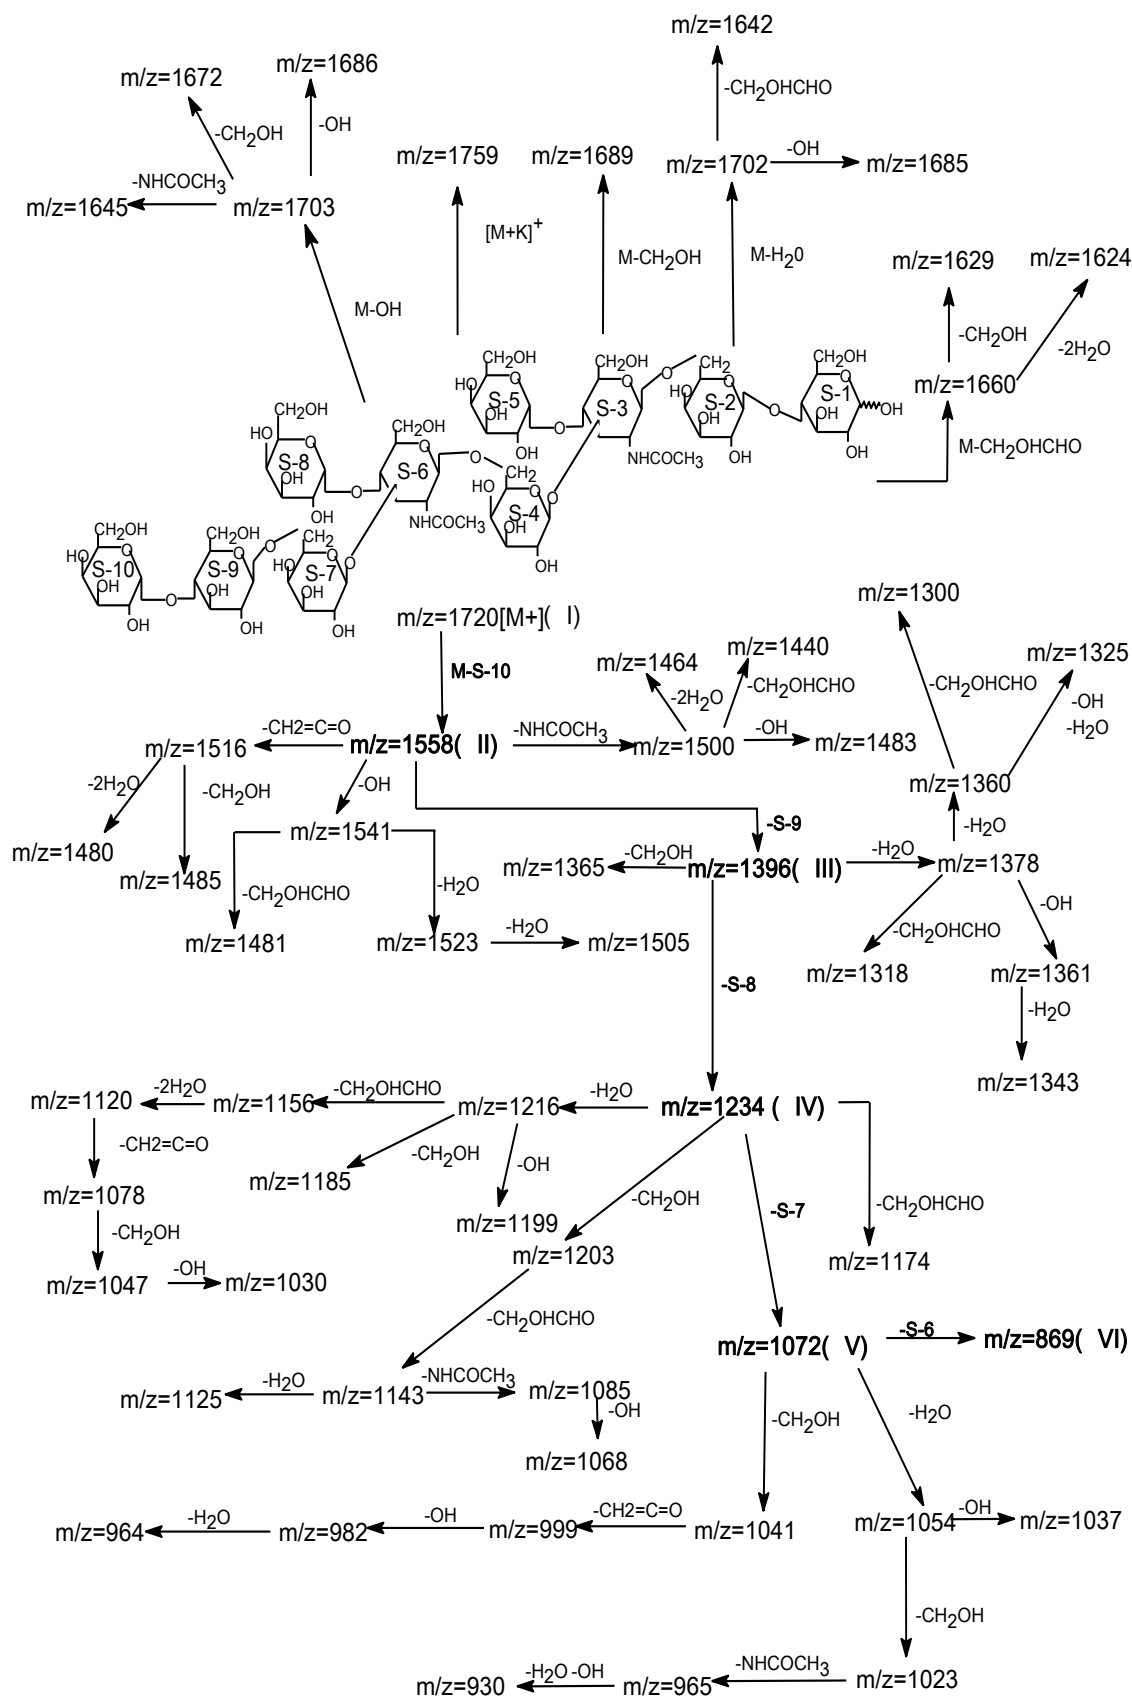 m/z=1642
-CH2OHCHO
m/z=1672
m/z=1686
-CH2OH
-OH
m/z=1759
m/z=1689
m/z=1702
-OH
m/z=1685
-NHCOCH3
m/z=1645
m/z=1703
[M+K]+
M-CH2OH
M-H20
m/z=1629
m/z=1624
M-OH
-CH2OH
-2H2O
m/z=1660
M-CH2OHCHO
CH2OH
CH2OH
CH2
CH2OH
HO
O
O
O
O
O
S-5
S-3
HO
S-2
S-1
OH
OH
O
OH
O
OH
OH
NHCOCH3
OH
OH
CH2OH
CH2OH
HO
O
O
O
CH2
S-8
S-6
HO
O
OH
O
S-4
O
OH
NHCOCH3
OH
OH
CH2OH
CH2OH
O
CH2
HO
O
O
HO
O
O
S-10
S-9
S-7
OH
OH
OH
O
OH
OH
OH
m/z=1720[M+]( I)
M-S-10
m/z=1300
m/z=1464
m/z=1440
m/z=1325
-2H2O
-CH2OHCHO
-CH2OHCHO
-OH
-H2O
m/z=1516
-CH2=C=O
m/z=1558( II)
-NHCOCH3
m/z=1500
-OH
m/z=1483
-2H2O
-CH2OH
-OH
m/z=1360
m/z=1480
m/z=1541
-S-9
-H2O
m/z=1485
m/z=1365
-CH2OH
m/z=1396( III)
-H2O
m/z=1378
-CH2OHCHO
-H2O
-OH
m/z=1481
m/z=1523
-H2O
m/z=1505
-CH2OHCHO
m/z=1318
m/z=1361
-S-8
-H2O
m/z=1343
m/z=1120
-2H2O
m/z=1156
-CH2OHCHO
m/z=1216
-H2O
m/z=1234 ( IV)
-CH2=C=O
-CH2OH
-OH
m/z=1078
m/z=1185
-CH2OH
-S-7
-CH2OHCHO
-CH2OH
m/z=1199
m/z=1203
m/z=1174
m/z=1047
-OH
m/z=1030
-CH2OHCHO
m/z=1072( V)
-S-6
m/z=869( VI)
m/z=1125
-H2O
m/z=1143
-NHCOCH3
m/z=1085
-OH
-CH2OH
-H2O
m/z=1068
m/z=964
-H2O
m/z=982
-OH
m/z=999
-CH2=C=O
m/z=1041
m/z=1054
-OH
m/z=1037
-CH2OH
m/z=930
-H2O -OH
m/z=965
-NHCOCH3
m/z=1023